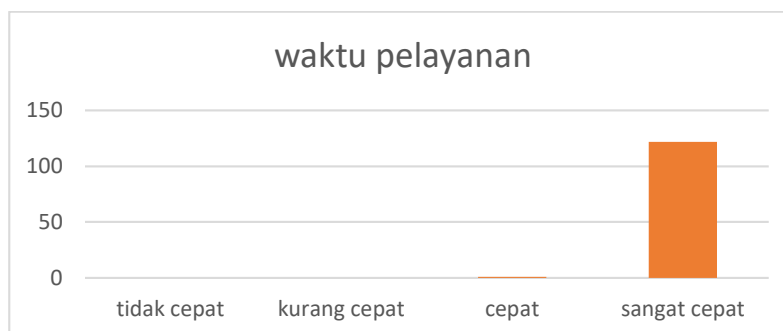 waktu pelayanan
150
100
50
0
tidak cepat
kurang cepat
cepat
sangat cepat